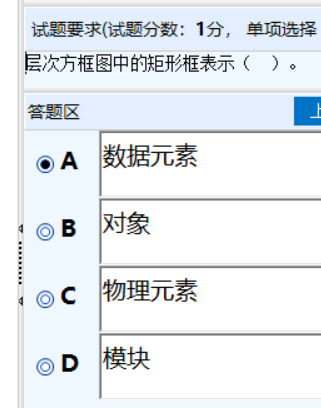 试题要求(试题分数：1分， 单项选择
层次方框图中的矩形框表示（ ）。
答题区
A 数据元素
B 对象
C 物理元素
D 模块